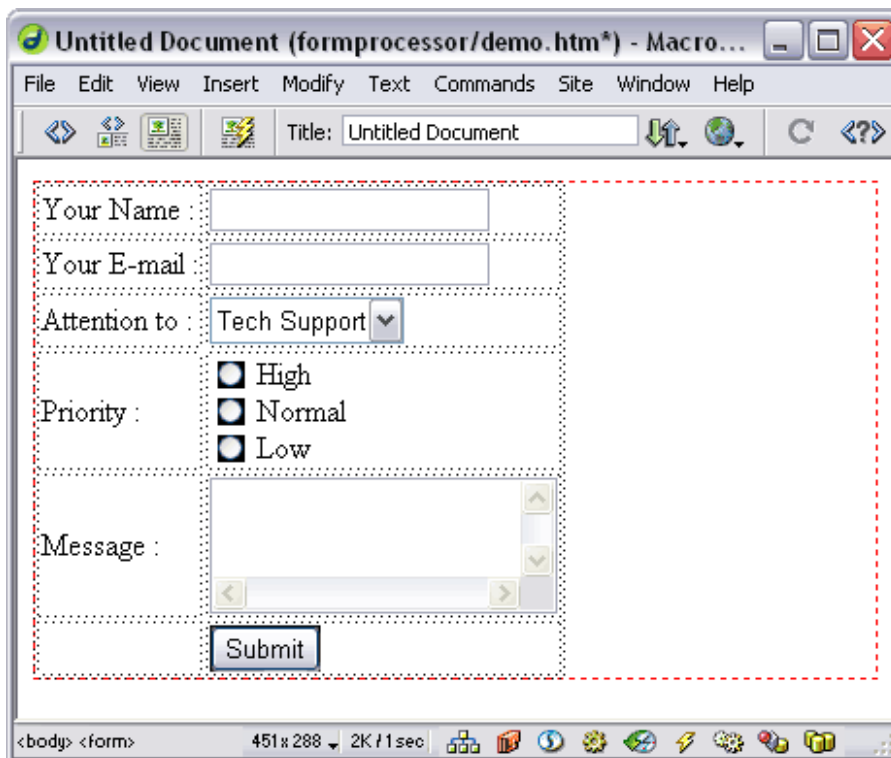 Untitled Document (formprocessor/demo.htm*) - Macro...
File Edit View Insert Modify Text Commands Site Window Help
Title: Untitled Document
Your Name :
Your E-mail :
Attention to : Tech Support
High
Priority : Normal
Low
Message :
Submit
<body> <form> 451 x 288 2K / 1 sec